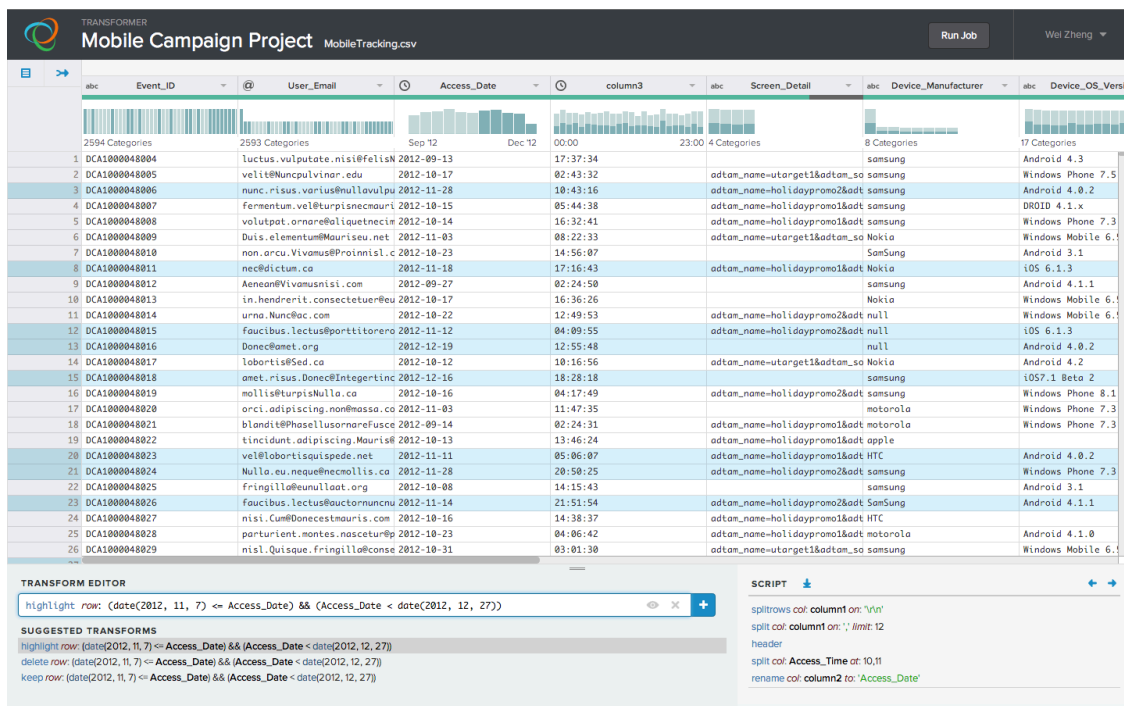 TRANSFORMER
Mobile Campaign Project MobileTracking.csv
Run Job
Wei Zheng
abc Event_ID @ User_Email Access_Date column3 abc Screen_Detail abc Device_Manufacturer abc Device_OS_Versi
2594 Categories 2593 Categories Sep '12 Dec '12 00:00 23:00 4 Categories 8 Categories 17 Categories
1 DCA1000048004 luctus.vulputate.nisi@felisN 2012-09-13 17:37:34 samsung Android 4.3
2 DCA1000048005 velit@Nuncpulvinar.edu 2012-10-17 02:43:32 adtam_name=utarget1&adtam_so samsung Windows Phone 7.5
3 DCA1000048006 nunc.risus.varius@nullavulpu 2012-11-28 10:43:16 adtam_name=holidaypromo2&adt samsung Android 4.0.2
4 DCA1000048007 fermentum.vel@turpisnecmauri 2012-10-15 05:44:38 adtam_name=holidaypromo1&adt samsung DROID 4.1.x
5 DCA1000048008 volutpat.ornare@aliquetnecim 2012-10-14 16:32:41 adtam_name=holidaypromo1&adt samsung Windows Phone 7.3
6 DCA1000048009 Duis.elementum@Mauriseu.net 2012-11-03 08:22:33 adtam_name=utarget1&adtam_so Nokia Windows Mobile 6.5
7 DCA1000048010 non.arcu.Vivamus@Proinnisl.c 2012-10-23 14:56:07 SamSung Android 3.1
8 DCA1000048011 nec@dictum.ca 2012-11-18 17:16:43 adtam_name=holidaypromo1&adt Nokia iOS 6.1.3
9 DCA1000048012 Aenean@Vivamusnisi.com 2012-09-27 02:24:50 samsung Android 4.1.1
10 DCA1000048013 in.hendrerit.consectetuer@eu 2012-10-17 16:36:26 Nokia Windows Mobile 6.5
11 DCA1000048014 urna.Nunc@ac.com 2012-10-22 12:49:53 adtam_name=holidaypromo2&adt null Windows Mobile 6.5
12 DCA1000048015 faucibus.lectus@porttitorero 2012-11-12 04:09:55 adtam_name=holidaypromo2&adt null iOS 6.1.3
13 DCA1000048016 Donec@amet.org 2012-12-19 12:55:48 null Android 4.0.2
14 DCA1000048017 lobortis@Sed.ca 2012-10-12 10:16:56 adtam_name=utarget1&adtam_so Nokia Android 4.2
15 DCA1000048018 amet.risus.Donec@Integertinc 2012-12-16 18:28:18 samsung iOS7.1 Beta 2
16 DCA1000048019 mollis@turpisNulla.ca 2012-10-16 04:17:49 adtam_name=holidaypromo2&adt samsung Windows Phone 8.1
17 DCA1000048020 orci.adipiscing.non@massa.co 2012-11-03 11:47:35 motorola Windows Phone 7.3
18 DCA1000048021 blandit@PhasellusornareFusce 2012-09-14 02:24:31 adtam_name=holidaypromo1&adt motorola Windows Phone 7.3
19 DCA1000048022 tincidunt.adipiscing.Mauris@ 2012-10-13 13:46:24 adtam_name=holidaypromo1&adt apple
20 DCA1000048023 vel@lobortisquispede.net 2012-11-11 05:06:07 adtam_name=holidaypromo1&adt HTC Android 4.0.2
21 DCA1000048024 Nulla.eu.neque@necmollis.ca 2012-11-28 20:50:25 adtam_name=holidaypromo2&adt samsung Windows Phone 7.3
22 DCA1000048025 fringilla@eunullaat.org 2012-10-08 14:15:43 samsung Android 3.1
23 DCA1000048026 faucibus.lectus@auctornuncnu 2012-11-14 21:51:54 adtam_name=holidaypromo2&adt SamSung Android 4.1.1
24 DCA1000048027 nisi.Cum@Donecestmauris.com 2012-10-16 14:38:37 adtam_name=holidaypromo1&adt HTC
25 DCA1000048028 parturient.montes.nascetur@p 2012-10-23 04:06:42 adtam_name=holidaypromo1&adt motorola Android 4.1.0
26 DCA1000048029 nisl.Quisque.fringilla@conse 2012-10-31 03:01:30 adtam_name=utarget1&adtam_so samsung Windows Mobile 6.5
TRANSFORM EDITOR
highlight row: (date(2012, 11, 7) <= Access_Date) && (Access_Date < date(2012, 12, 27))
SUGGESTED TRANSFORMS
highlight row: (date(2012, 11, 7) <= Access_Date) && (Access_Date < date(2012, 12, 27))
delete row: (date(2012, 11, 7) <= Access_Date) && (Access_Date < date(2012, 12, 27))
keep row: (date(2012, 11, 7) <= Access_Date) && (Access_Date < date(2012, 12, 27))
SCRIPT
splitrows col: column1 on: '\r\n'
split col: column1 on: ',' limit: 12
header
split col: Access_Time at: 10,11
rename col: column2 to: 'Access_Date'